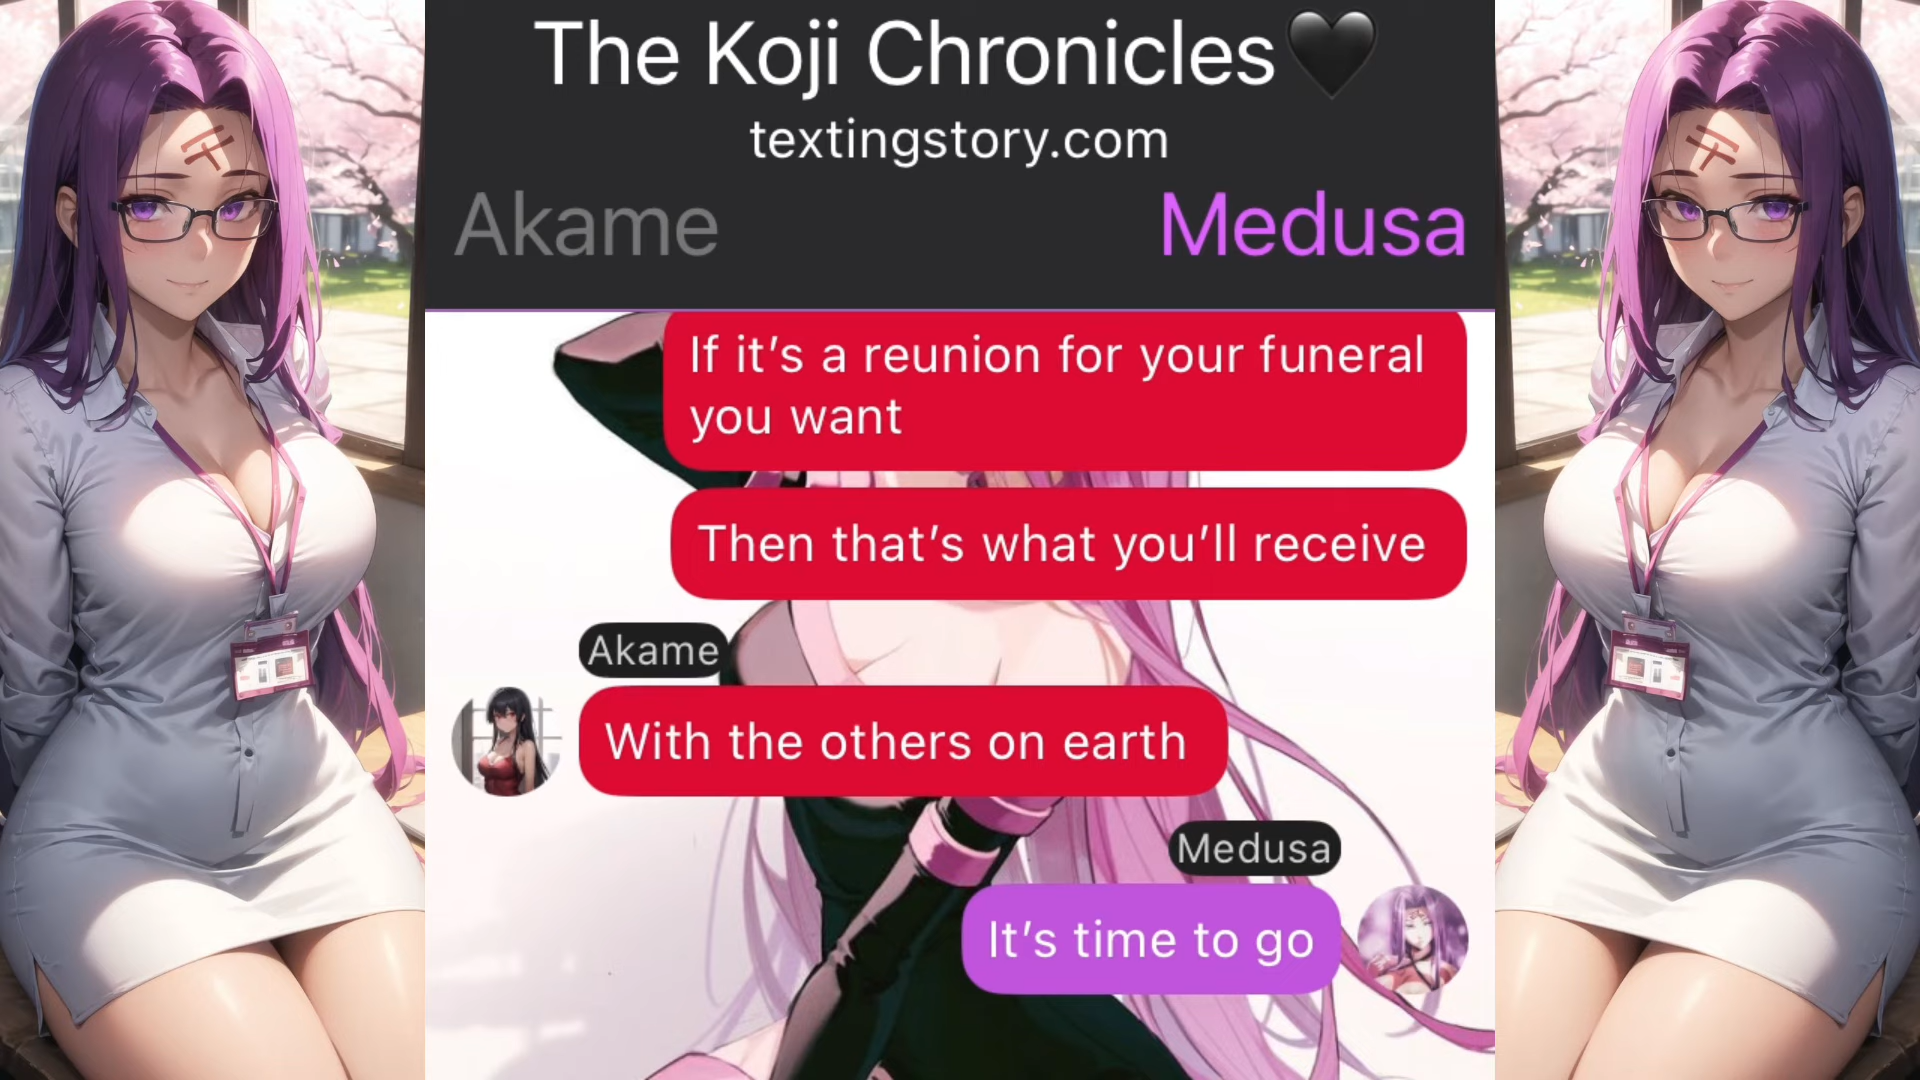 The Koji Chronicles🖤
textingstory.com
Akame
Medusa
If it’s a reunion for your funeral
you want
Then that’s what you’ll receive
Akame
With the others on earth
Medusa
It’s time to go